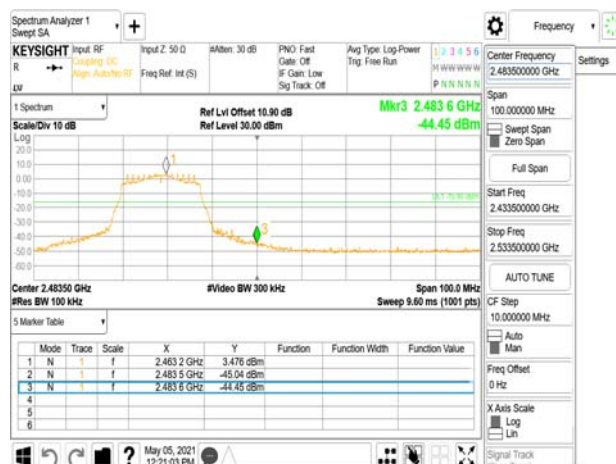 Spectrum Analyzer 1
Swept SA
Frequency
Settings
KEYSIGHT
Input: RF
Coupling: DC
Align: Auto/No RF
Input Z: 50 Ω
Freq Ref: Int (S)
#Atten: 30 dB
PNO: Fast
Gate: Off
IF Gain: Low
Sig Track: Off
Avg Type: Log-Power
Trig: Free Run
1 2 3 4 5 6
M W W W W W
P N N N N N
R
1 Spectrum
Scale/Div 10 dB
Ref Lvl Offset 10.90 dB
Ref Level 30.00 dBm
Mkr3 2.483 6 GHz
-44.45 dBm
Log
20.0
10.0
0.00
-10.0
-20.0
-30.0
-40.0
-50.0
-60.0
1
3
Center 2.48350 GHz
#Res BW 100 kHz
#Video BW 300 kHz
Span 100.0 MHz
Sweep 9.60 ms (1001 pts)
5 Marker Table
Mode Trace Scale X Y Function Function Width Function Value
1 N 1 f 2.463 2 GHz 3.476 dBm
2 N 1 f 2.483 5 GHz -45.04 dBm
3 N 1 f 2.483 6 GHz -44.45 dBm
4
5
6
May 05, 2021
12:21:03 PM
Center Frequency
2.483500000 GHz
Span
100.000000 MHz
Swept Span
Zero Span
Full Span
Start Freq
2.433500000 GHz
Stop Freq
2.533500000 GHz
AUTO TUNE
CF Step
10.000000 MHz
Auto
Man
Freq Offset
0 Hz
X Axis Scale
Log
Lin
Signal Track